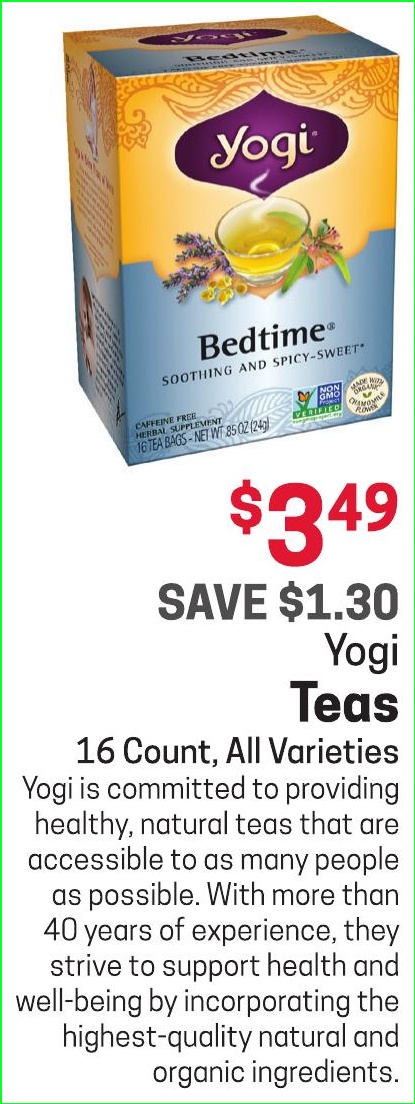 yogi
Bedtime
yogi
Bedtime®
SOOTHING AND SPICY-SWEET®
CAFFEINE FREE
HERBAL SUPPLEMENT
16 TEA BAGS - NET WT .85 OZ (24g)
NON
GMO
Project
VERIFIED
MADE WITH
ORGANIC
CHAMOMILE
FLOWER
$3.49
SAVE $1.30
Yogi
Teas
16 Count, All Varieties
Yogi is committed to providing
healthy, natural teas that are
accessible to as many people
as possible. With more than
40 years of experience, they
strive to support health and
well-being by incorporating the
highest-quality natural and
organic ingredients.